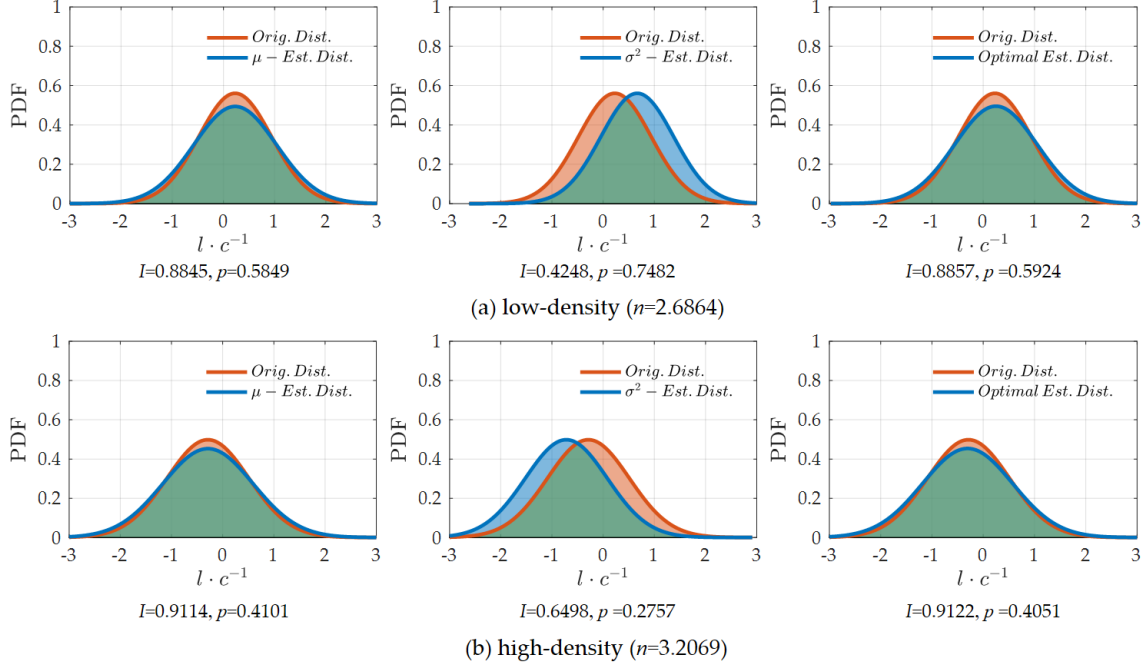 1
0.8
0.6
0.4
0.2
0
PDF
Orig. Dist.
μ − Est. Dist.
-3 -2 -1 0 1 2 3
l · c⁻¹
I=0.8845, p=0.5849
1
0.8
0.6
0.4
0.2
0
PDF
Orig. Dist.
σ² − Est. Dist.
-3 -2 -1 0 1 2 3
l · c⁻¹
I=0.4248, p =0.7482
1
0.8
0.6
0.4
0.2
0
PDF
Orig. Dist.
Optimal Est. Dist.
-3 -2 -1 0 1 2 3
l · c⁻¹
I=0.8857, p =0.5924
(a) low-density (n=2.6864)
1
0.8
0.6
0.4
0.2
0
PDF
Orig. Dist.
μ − Est. Dist.
-3 -2 -1 0 1 2 3
l · c⁻¹
I=0.9114, p=0.4101
1
0.8
0.6
0.4
0.2
0
PDF
Orig. Dist.
σ² − Est. Dist.
-3 -2 -1 0 1 2 3
l · c⁻¹
I=0.6498, p =0.2757
1
0.8
0.6
0.4
0.2
0
PDF
Orig. Dist.
Optimal Est. Dist.
-3 -2 -1 0 1 2 3
l · c⁻¹
I=0.9122, p =0.4051
(b) high-density (n=3.2069)